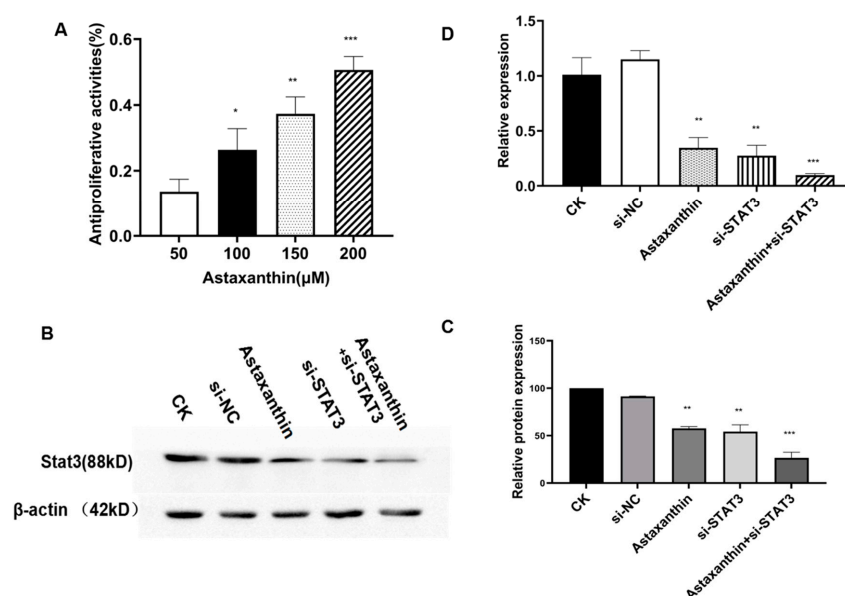 A
Antiproliferative activities(%)
0.6
0.4
0.2
0.0
*
**
***
50 100 150 200
Astaxanthin(μM)
D
Relative expression
1.5
1.0
0.5
0.0
**
**
***
CK
si-NC
Astaxanthin
si-STAT3
Astaxanthin+si-STAT3
B
CK
si-NC
Astaxanthin
si-STAT3
Astaxanthin
+si-STAT3
Stat3(88kD)
β-actin （42kD）
C
Relative protein expression
150
100
50
0
**
**
***
CK
si-NC
Astaxanthin
si-STAT3
Astaxanthin+si-STAT3